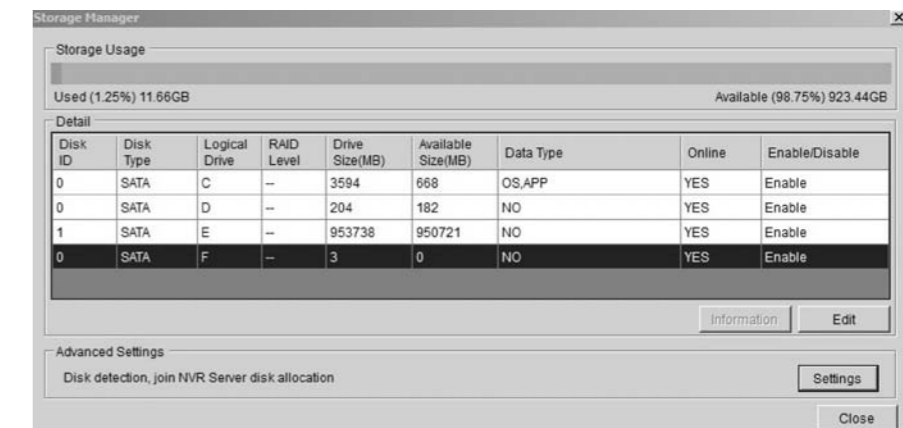 Storage Manager
Storage Usage
Used (1.25%) 11.66GB Available (98.75%) 923.44GB
Detail
Disk ID Disk Type Logical Drive RAID Level Drive Size(MB) Available Size(MB) Data Type Online Enable/Disable
0 SATA C -- 3594 668 OS,APP YES Enable
0 SATA D -- 204 182 NO YES Enable
1 SATA E -- 953738 950721 NO YES Enable
0 SATA F -- 3 0 NO YES Enable
Information Edit
Advanced Settings
Disk detection, join NVR Server disk allocation Settings
Close